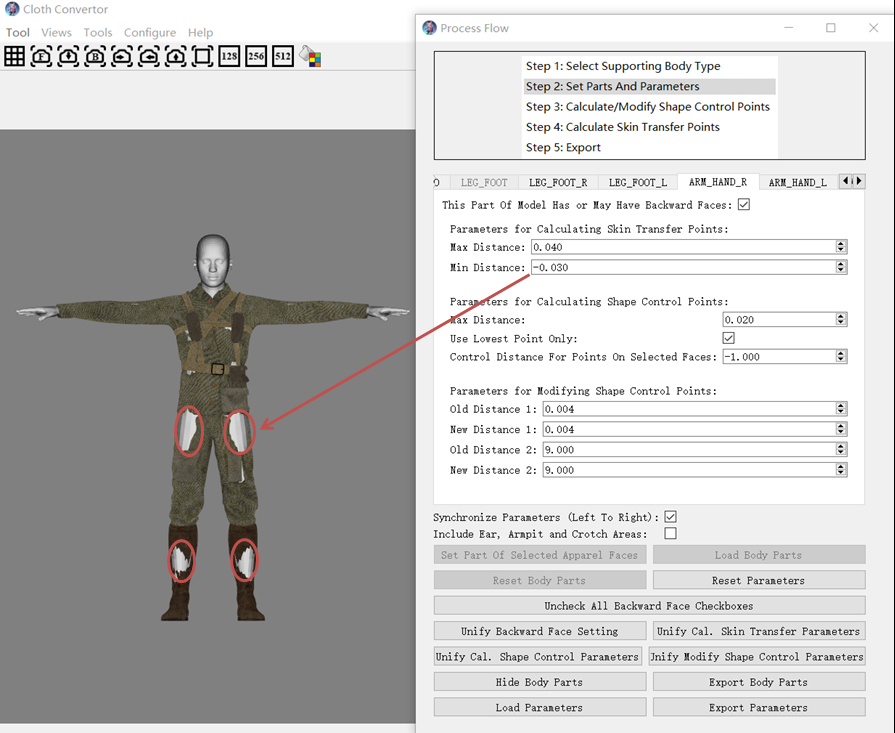 Cloth Convertor
Tool Views Tools Configure Help
F B 128 256 512
Process Flow
Step 1: Select Supporting Body Type
Step 2: Set Parts And Parameters
Step 3: Calculate/Modify Shape Control Points
Step 4: Calculate Skin Transfer Points
Step 5: Export
LEG_FOOT LEG_FOOT_R LEG_FOOT_L ARM_HAND_R ARM_HAND_L
This Part Of Model Has or May Have Backward Faces:
Parameters for Calculating Skin Transfer Points:
Max Distance: 0.040
Min Distance: -0.030
Parameters for Calculating Shape Control Points:
Max Distance: 0.020
Use Lowest Point Only:
Control Distance For Points On Selected Faces: -1.000
Parameters for Modifying Shape Control Points:
Old Distance 1: 0.004
New Distance 1: 0.004
Old Distance 2: 9.000
New Distance 2: 9.000
Synchronize Parameters (Left To Right):
Include Ear, Armpit and Crotch Areas:
Set Part Of Selected Apparel Faces Load Body Parts
Reset Body Parts Reset Parameters
Uncheck All Backward Face Checkboxes
Unify Backward Face Setting Unify Cal. Skin Transfer Parameters
Unify Cal. Shape Control Parameters Unify Modify Shape Control Parameters
Hide Body Parts Export Body Parts
Load Parameters Export Parameters